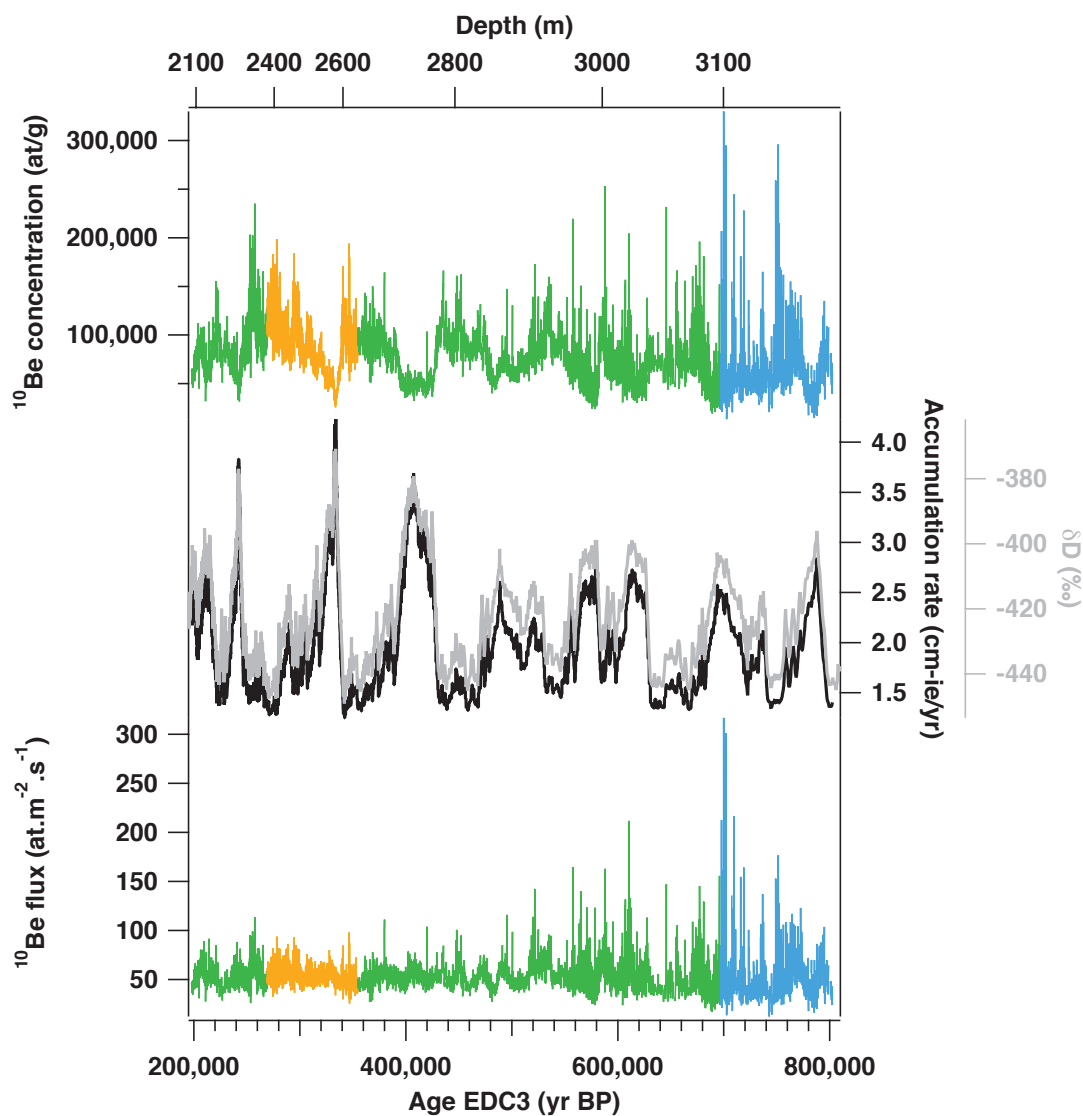 Depth (m)
2100 2400 2600 2800 3000 3100
¹⁰Be concentration (at/g)
300,000
200,000
100,000
Accumulation rate (cm-ie/yr)
4.0
3.5
3.0
2.5
2.0
1.5
δD (‰)
-380
-400
-420
-440
¹⁰Be flux (at.m⁻².s⁻¹)
300
250
200
150
100
50
200,000 400,000 600,000 800,000
Age EDC3 (yr BP)